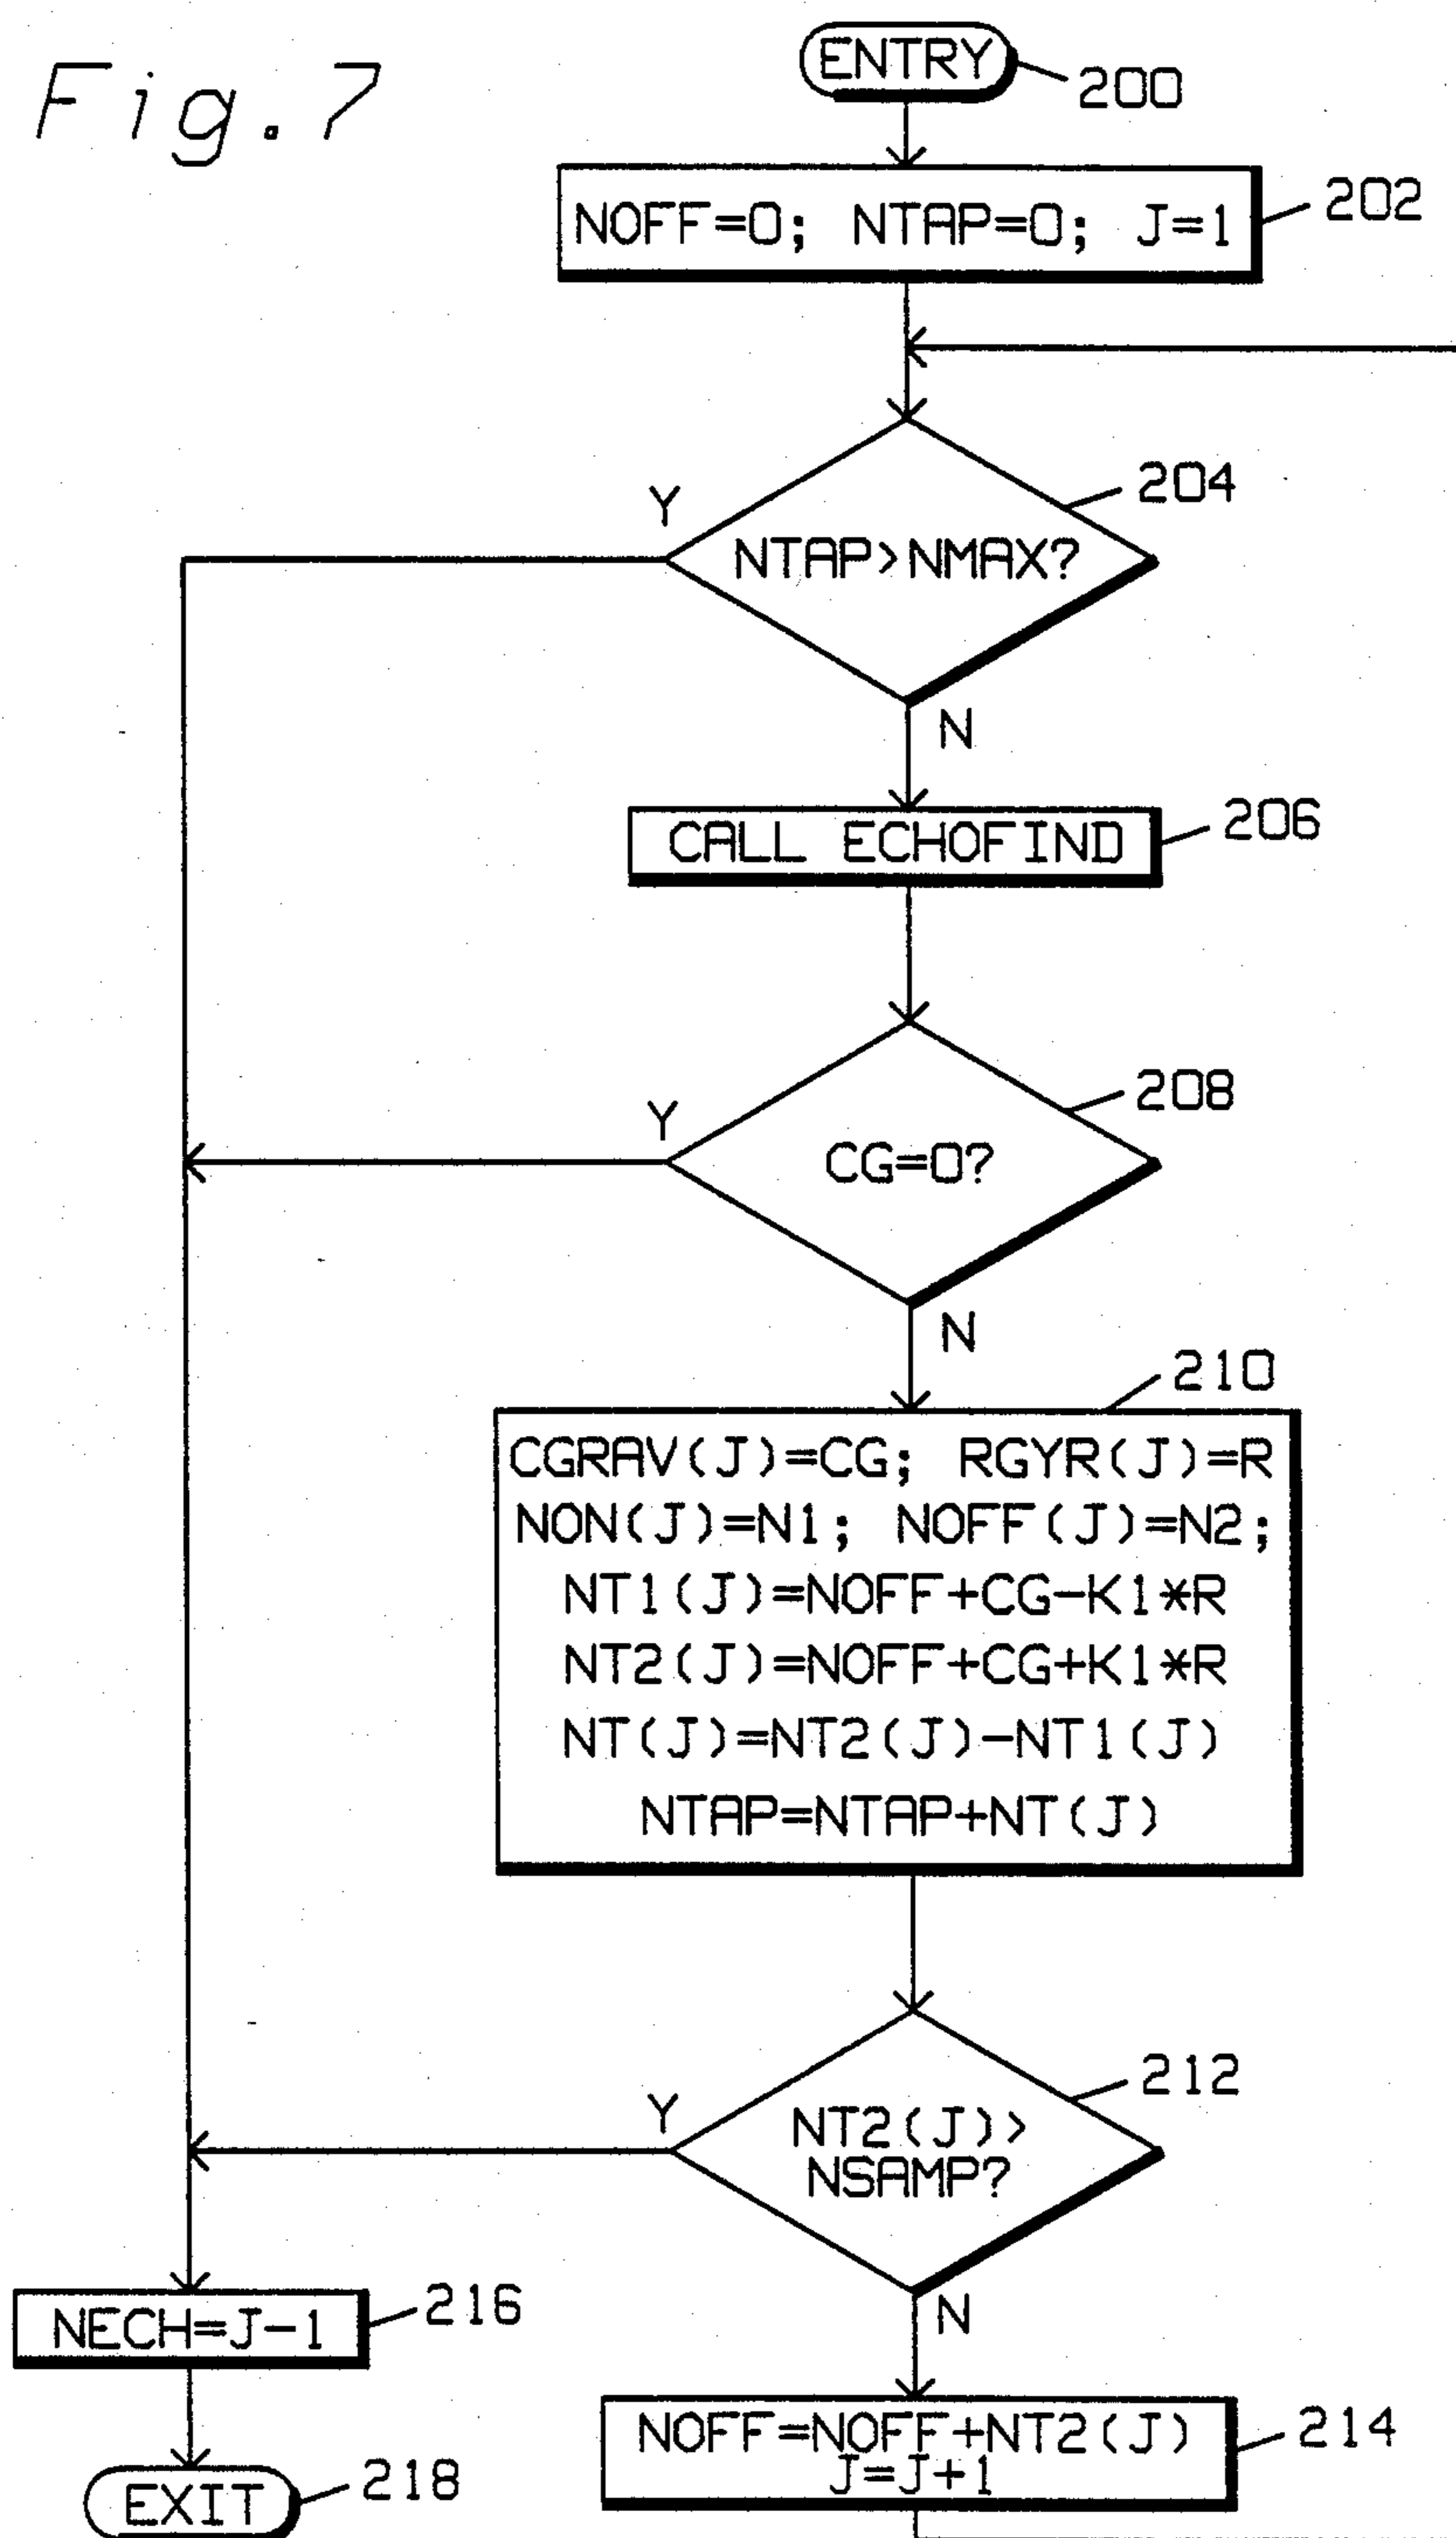 Fig.7
ENTRY
200
NOFF=0; NTAP=0; J=1
202
204
Y
NTAP>NMAX?
N
CALL ECHOFIND
206
208
Y
CG=0?
N
210
CGRAV(J)=CG; RGYR(J)=R
NON(J)=N1; NOFF(J)=N2;
NT1(J)=NOFF+CG-K1*R
NT2(J)=NOFF+CG+K1*R
NT(J)=NT2(J)-NT1(J)
NTAP=NTAP+NT(J)
212
Y
NT2(J)>
NSAMP?
N
NECH=J-1
216
NOFF=NOFF+NT2(J)
J=J+1
214
EXIT
218